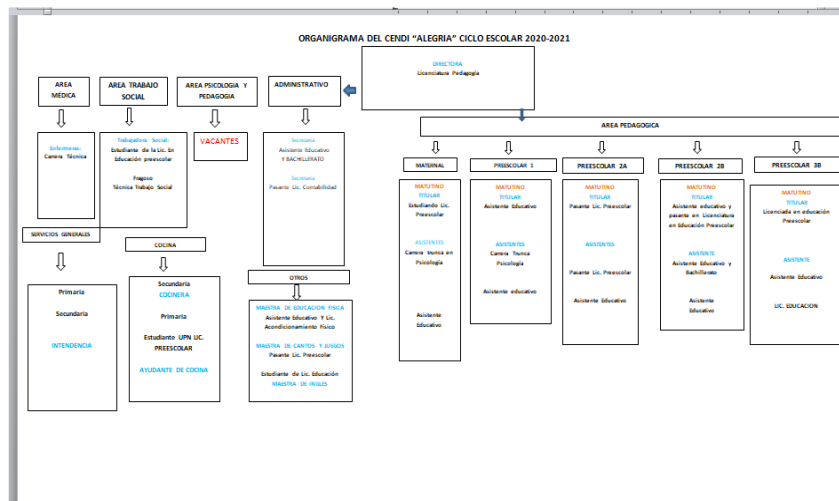 ORGANIGRAMA DEL CENDI “ALEGRIA” CICLO ESCOLAR 2020-2021
DIRECTORA
Licenciatura Pedagogía
AREA
MÉDICA
AREA TRABAJO
SOCIAL
AREA PSICOLOGIA Y
PEDAGOGIA
ADMINISTRATIVO
Enfermeras:
Carrera Técnica
Trabajadora Social:
Estudiante de la Lic. En
Educación preescolar
Fragoso
Técnica Trabajo Social
VACANTES
Secretaria
Asistente Educativo
Y BACHILLERATO
Secretaria
Pasante Lic. Contabilidad
SERVICIOS GENERALES
Primaria
Secundaria
INTENDENCIA
COCINA
Secundaria
COCINERA
Primaria
Estudiante UPN LIC.
PREESCOLAR
AYUDANTE DE COCINA
OTROS
MAESTRA DE EDUCACION FISICA
Asistente Educativo Y Lic.
Acondicionamiento Físico
MAESTRA DE CANTOS Y JUEGOS
Pasante Lic. Preescolar
Estudiante de Lic. Educación
MAESTRA DE INGLES
AREA PEDAGOGICA
MATERNAL
MATUTINO
TITULAR
Estudiando Lic.
Preescolar
ASISTENTES
Carrera trunca en
Psicología
Asistente
Educativo
PREESCOLAR 1
MATUTINO
TITULAR
Asistente Educativo
ASISTENTES
Carrera Trunca
Psicología
Asistente educativo
PREESCOLAR 2A
MATUTINO
TITULAR
Pasante Lic. Preescolar
ASISTENTES
Pasante Lic. Preescolar
Asistente Educativo
PREESCOLAR 2B
MATUTINO
TITULAR
Asistente educativo y
pasante en Licenciatura
en Educación Preescolar
ASISTENTE
Asistente Educativo y
Bachillerato
Asistente
Educativo
PREESCOLAR 3B
MATUTINO
TITULAR
Licenciada en educación
Preescolar
ASISTENTE
Asistente Educativo
LIC. EDUCACION